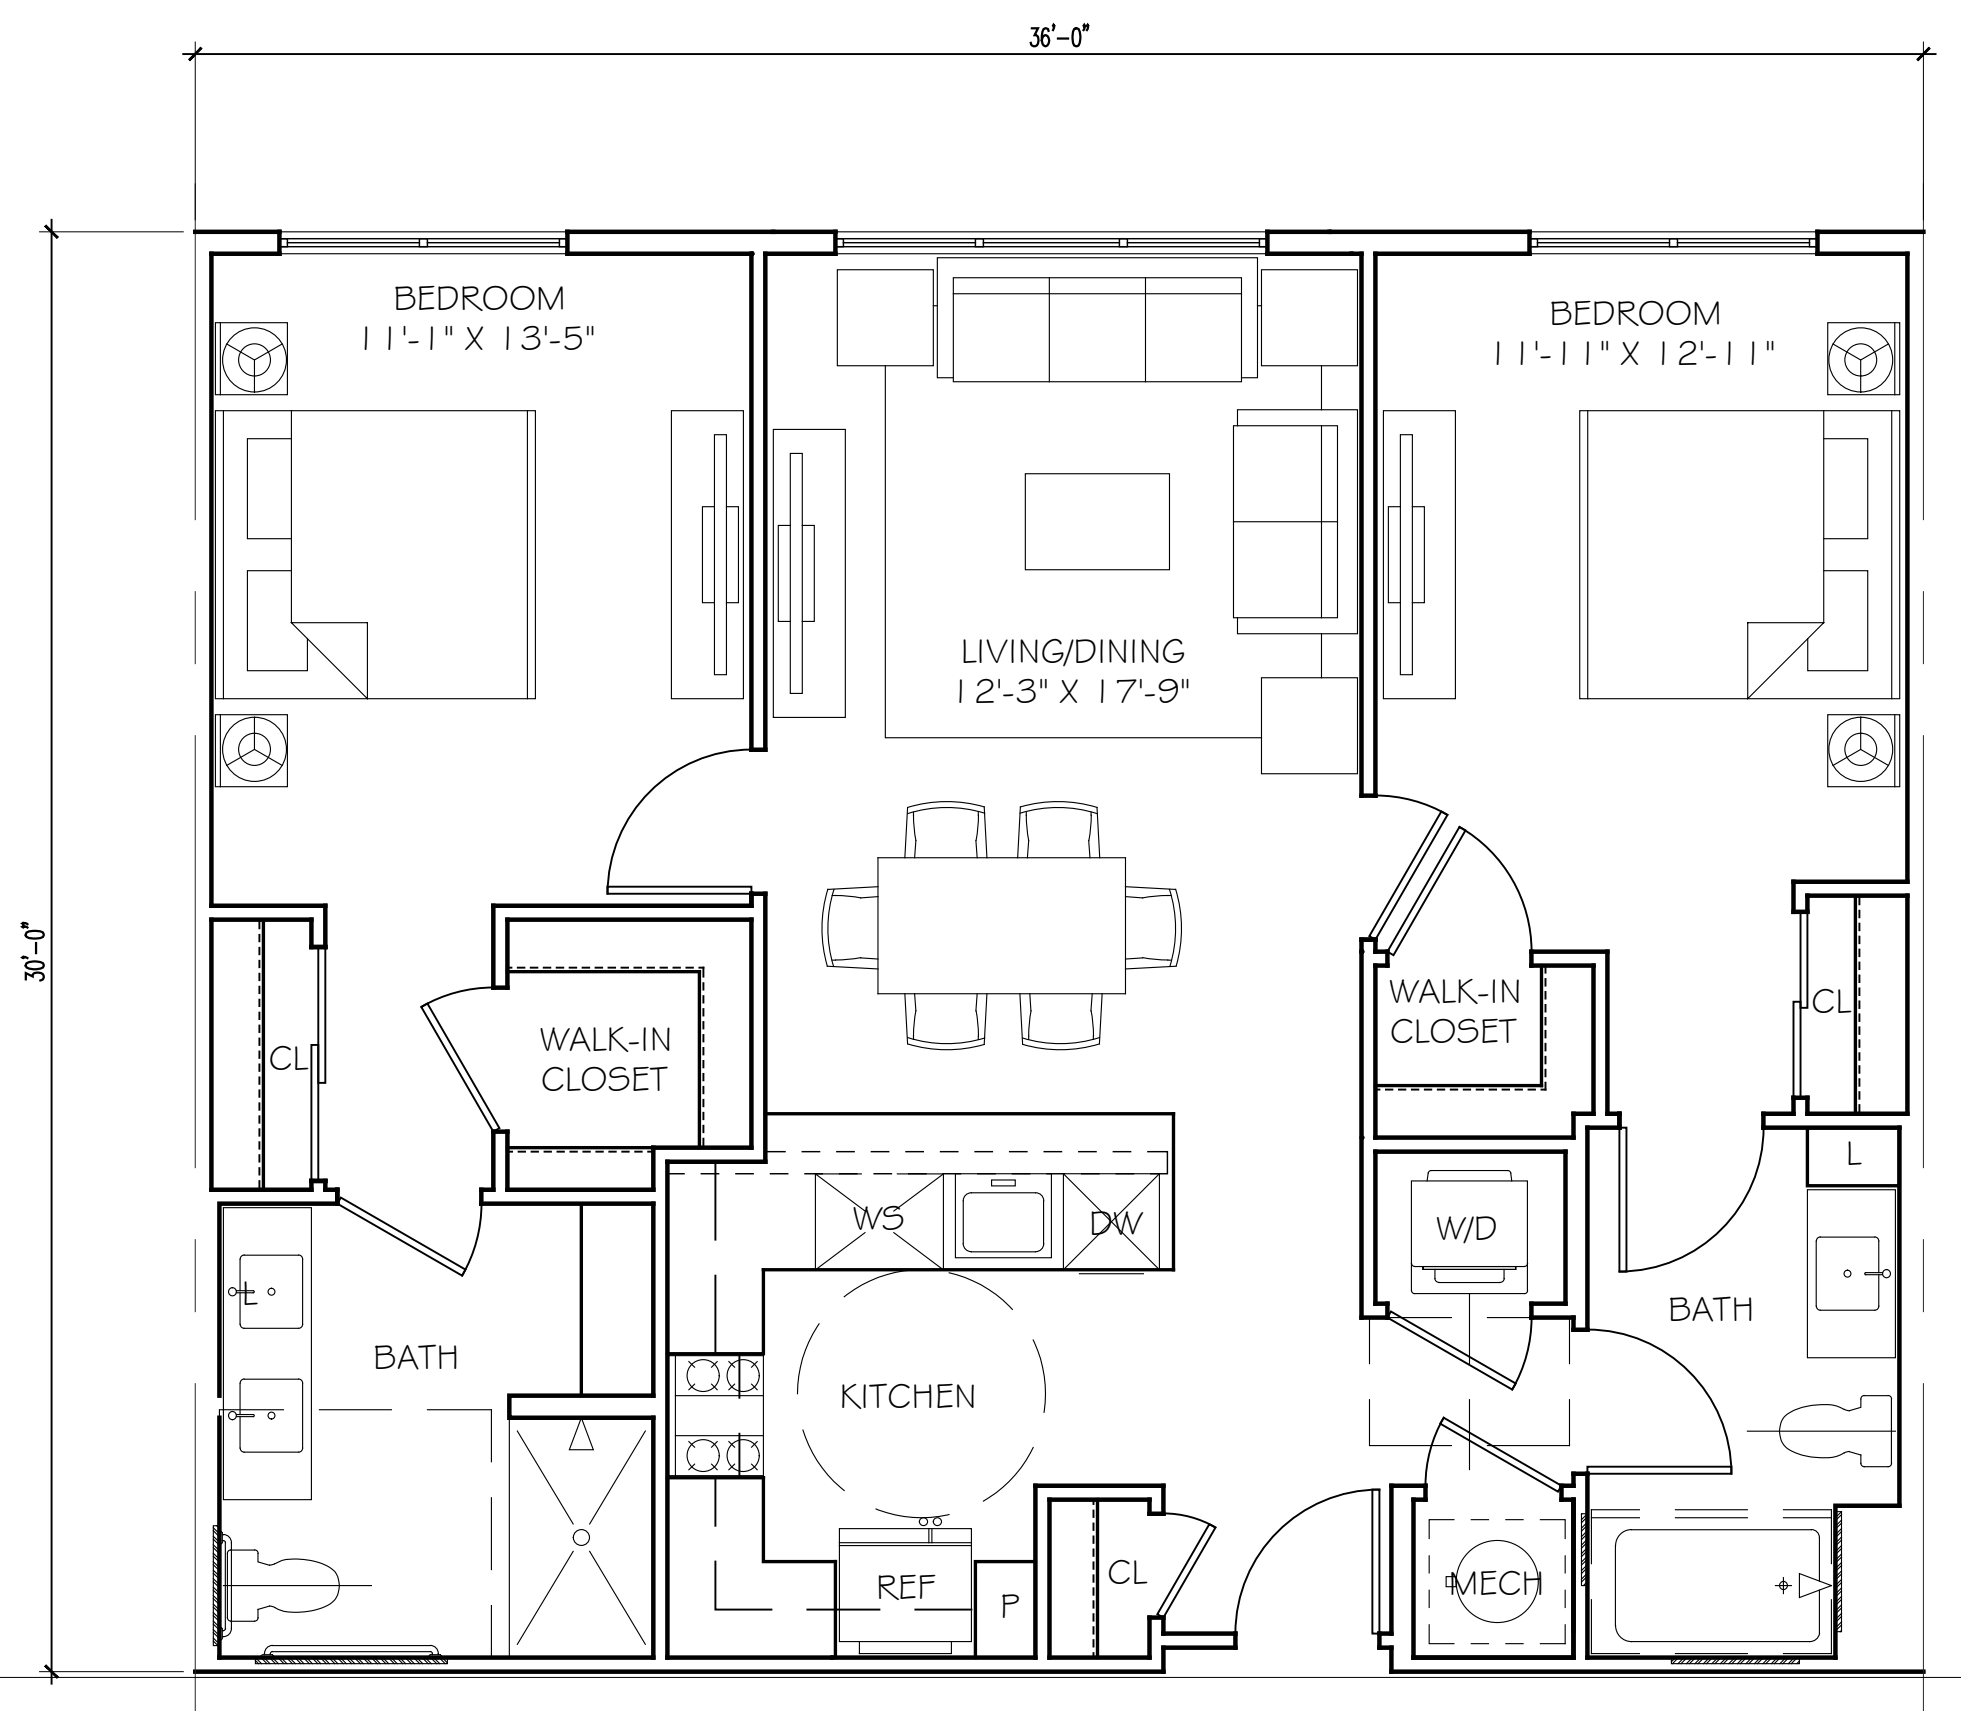 36'-0"
30'-0"
BEDROOM
11'-1" X 13'-5"
BEDROOM
11'-11" X 12'-11"
LIVING/DINING
12'-3" X 17'-9"
WALK-IN
CLOSET
CL
WALK-IN
CLOSET
CL
L
WS
DW
W/D
L
BATH
BATH
KITCHEN
REF
P
CL
MECH